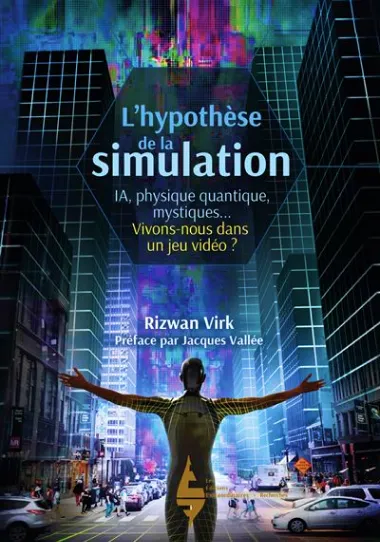 L'hypothèse
de la
simulation
IA, physique quantique,
mystiques...
Vivons-nous dans
un jeu vidéo ?
Rizwan Virk
Préface par Jacques Vallée